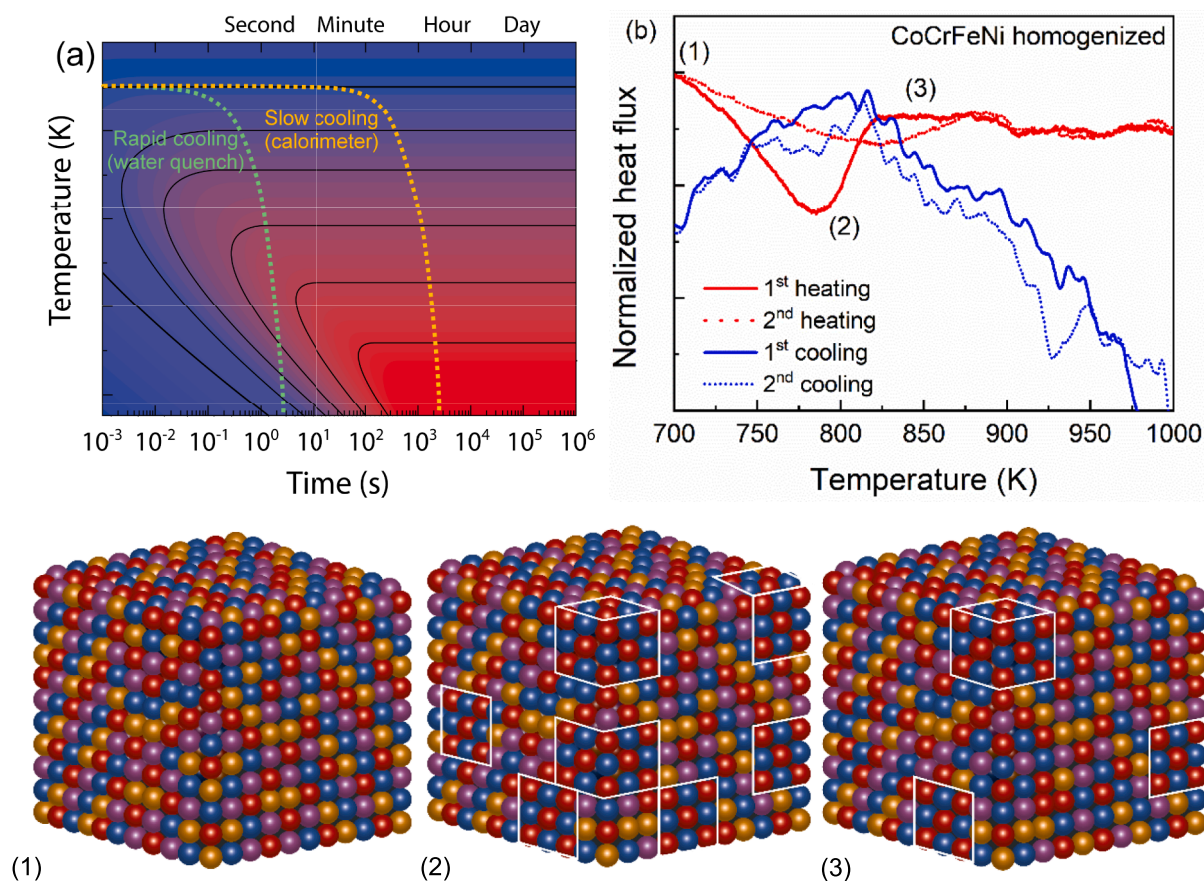 Second Minute Hour Day
(a)
Rapid cooling
(water quench)
Slow cooling
(calorimeter)
Temperature (K)
10⁻³ 10⁻² 10⁻¹ 10⁰ 10¹ 10² 10³ 10⁴ 10⁵ 10⁶
Time (s)
(b)
CoCrFeNi homogenized
(1)
(3)
(2)
1ˢᵗ heating
2ⁿᵈ heating
1ˢᵗ cooling
2ⁿᵈ cooling
Normalized heat flux
700 750 800 850 900 950 1000
Temperature (K)
(1)
(2)
(3)